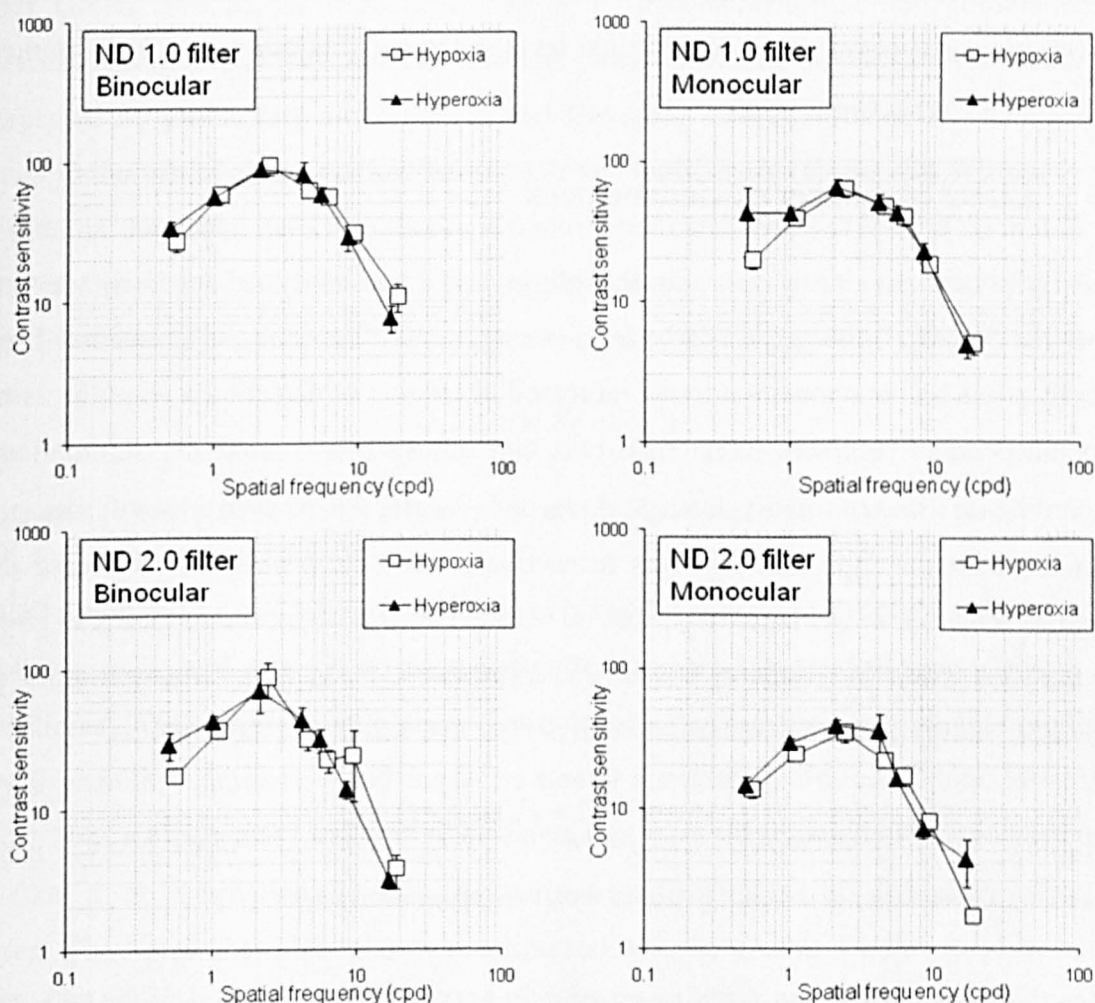 ND 1.0 filter
Binocular
Hypoxia
Hyperoxia
1000
100
10
1
Contrast sensitivity
0.1
1
10
100
Spatial frequency (cpd)
ND 1.0 filter
Monocular
Hypoxia
Hyperoxia
1000
100
10
1
Contrast sensitivity
0.1
1
10
100
Spatial frequency (cpd)
ND 2.0 filter
Binocular
Hypoxia
Hyperoxia
1000
100
10
1
Contrast sensitivity
0.1
1
10
100
Spatial frequency (cpd)
ND 2.0 filter
Monocular
Hypoxia
Hyperoxia
1000
100
10
1
Contrast sensitivity
0.1
1
10
100
Spatial frequency (cpd)